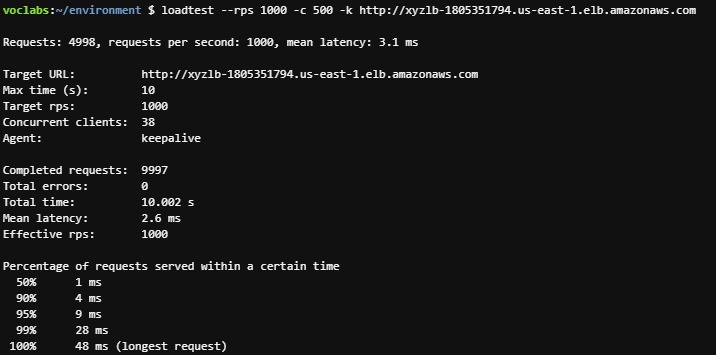 voclabs:~/environment $ loadtest --rps 1000 -c 500 -k http://xyzlb-1805351794.us-east-1.elb.amazonaws.com
Requests: 4998, requests per second: 1000, mean latency: 3.1 ms
Target URL: http://xyzlb-1805351794.us-east-1.elb.amazonaws.com
Max time (s): 10
Target rps: 1000
Concurrent clients: 38
Agent: keepalive
Completed requests: 9997
Total errors: 0
Total time: 10.002 s
Mean latency: 2.6 ms
Effective rps: 1000
Percentage of requests served within a certain time
50% 1 ms
90% 4 ms
95% 9 ms
99% 28 ms
100% 48 ms (longest request)